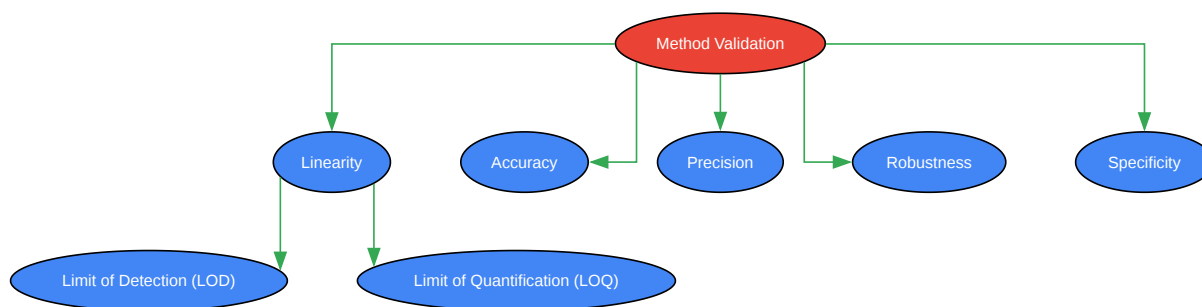 Method Validation
Linearity
Accuracy
Precision
Robustness
Specificity
Limit of Detection (LOD)
Limit of Quantification (LOQ)